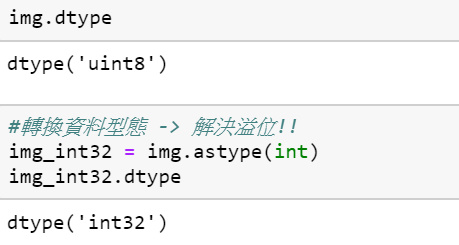 img.dtype
dtype('uint8')
#轉換資料型態 -> 解決溢位!!
img_int32 = img.astype(int)
img_int32.dtype
dtype('int32')